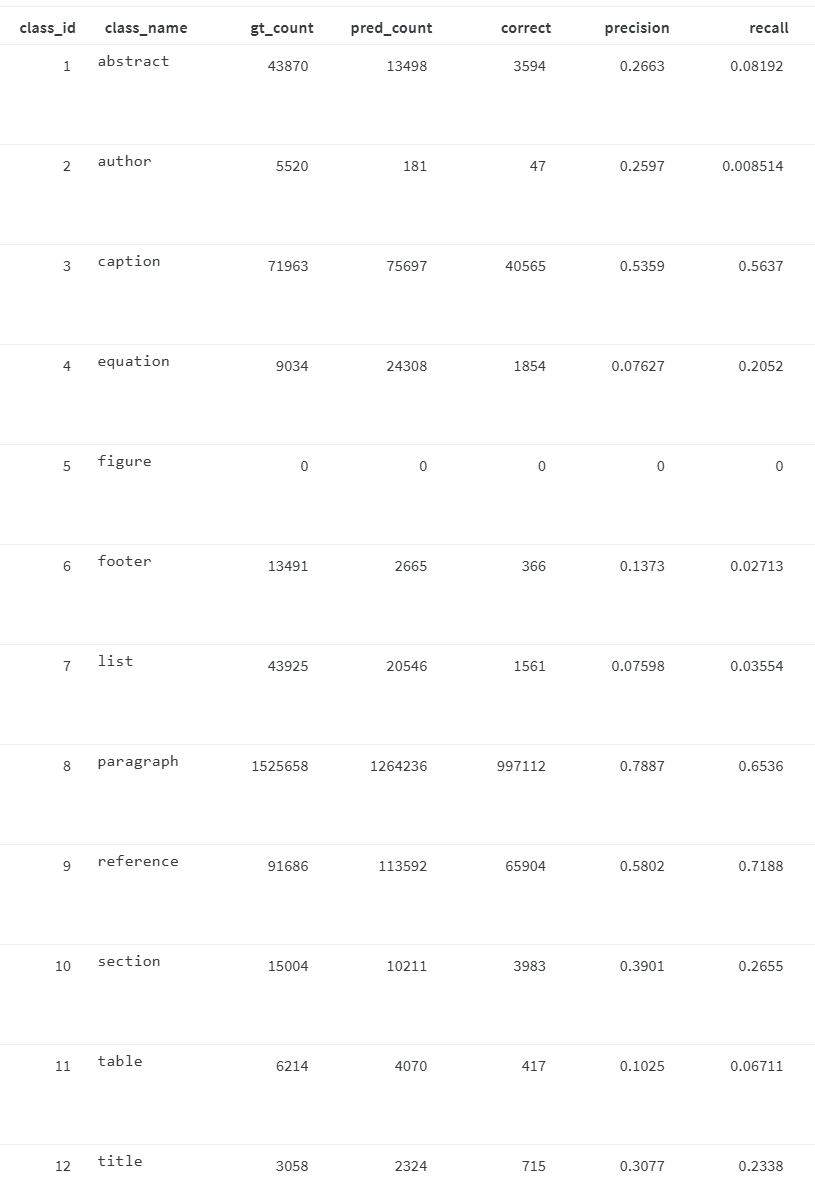 class_id class_name gt_count pred_count correct precision recall
1 abstract 43870 13498 3594 0.2663 0.08192
2 author 5520 181 47 0.2597 0.008514
3 caption 71963 75697 40565 0.5359 0.5637
4 equation 9034 24308 1854 0.07627 0.2052
5 figure 0 0 0 0 0
6 footer 13491 2665 366 0.1373 0.02713
7 list 43925 20546 1561 0.07598 0.03554
8 paragraph 1525658 1264236 997112 0.7887 0.6536
9 reference 91686 113592 65904 0.5802 0.7188
10 section 15004 10211 3983 0.3901 0.2655
11 table 6214 4070 417 0.1025 0.06711
12 title 3058 2324 715 0.3077 0.2338